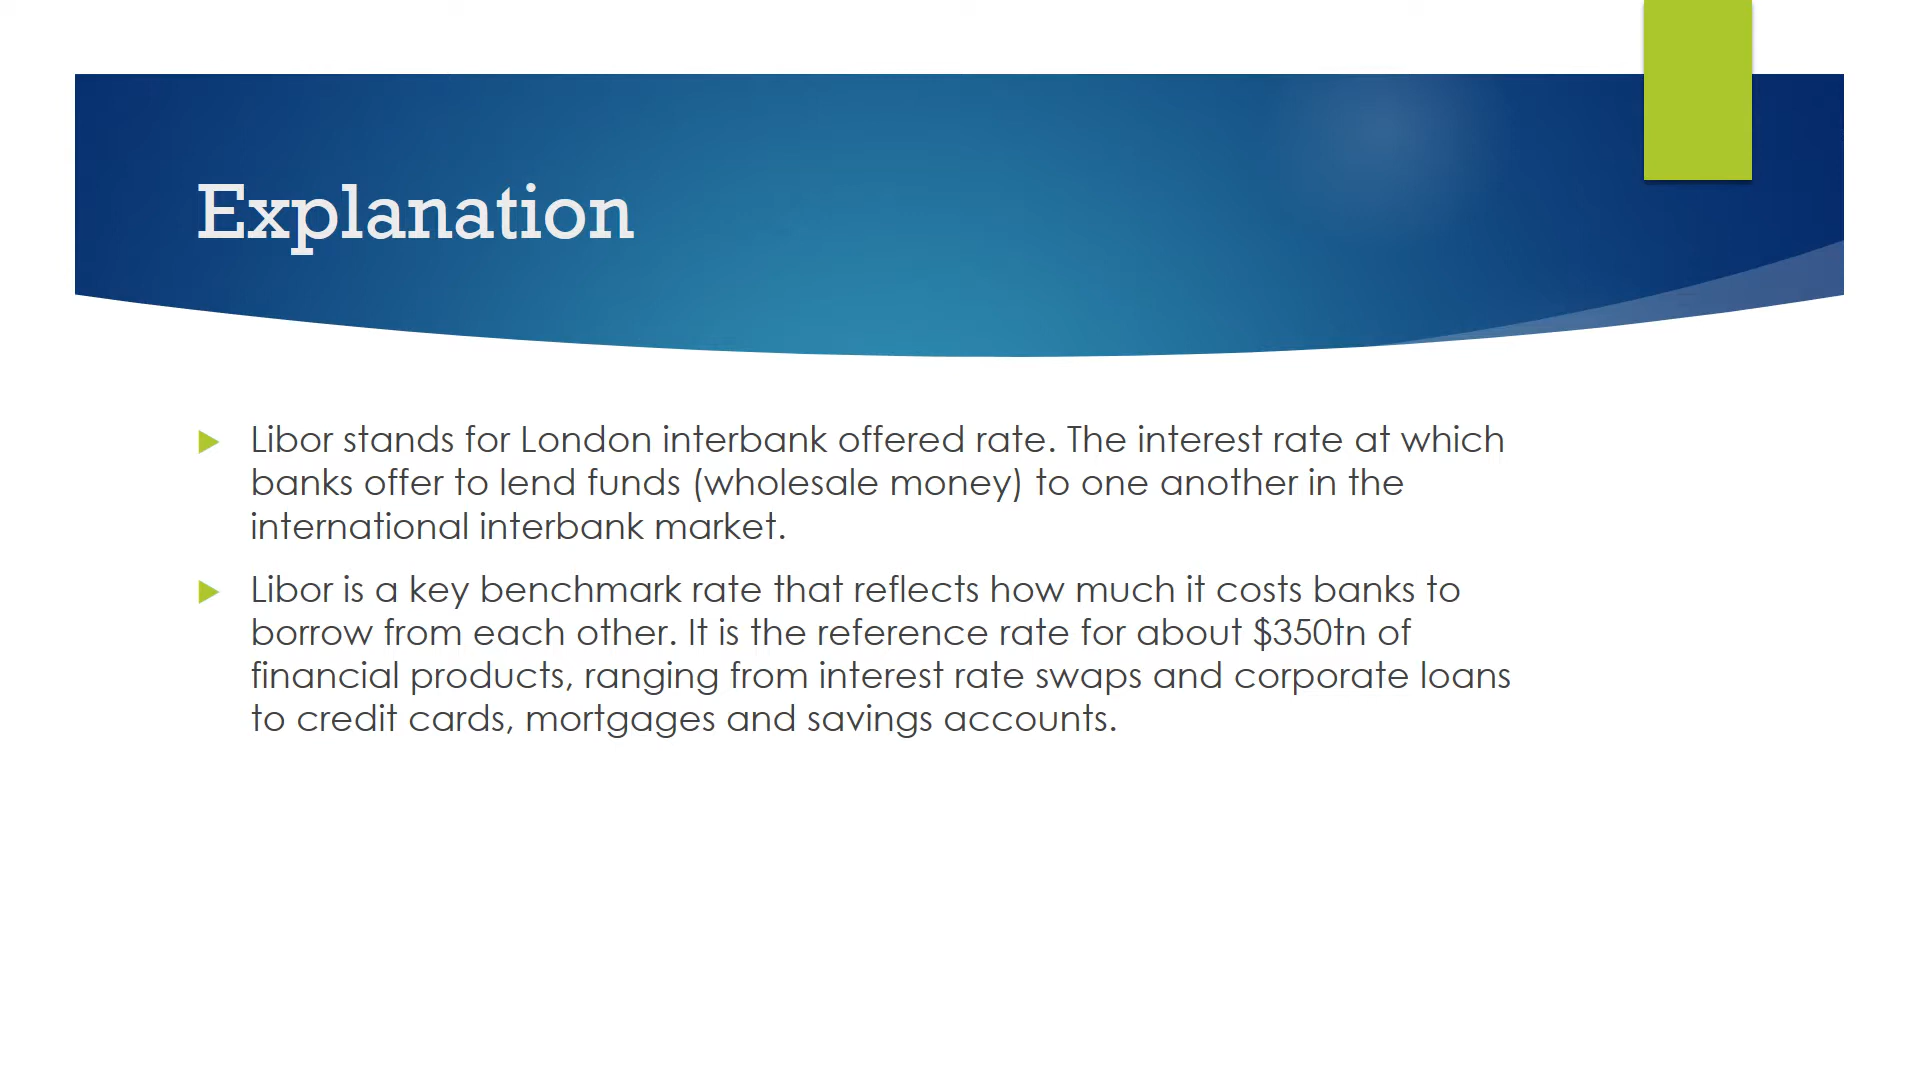 Explanation
Libor stands for London interbank offered rate. The interest rate at which
banks offer to lend funds (wholesale money) to one another in the
international interbank market.
Libor is a key benchmark rate that reflects how much it costs banks to
borrow from each other. It is the reference rate for about $350tn of
financial products, ranging from interest rate swaps and corporate loans
to credit cards, mortgages and savings accounts.